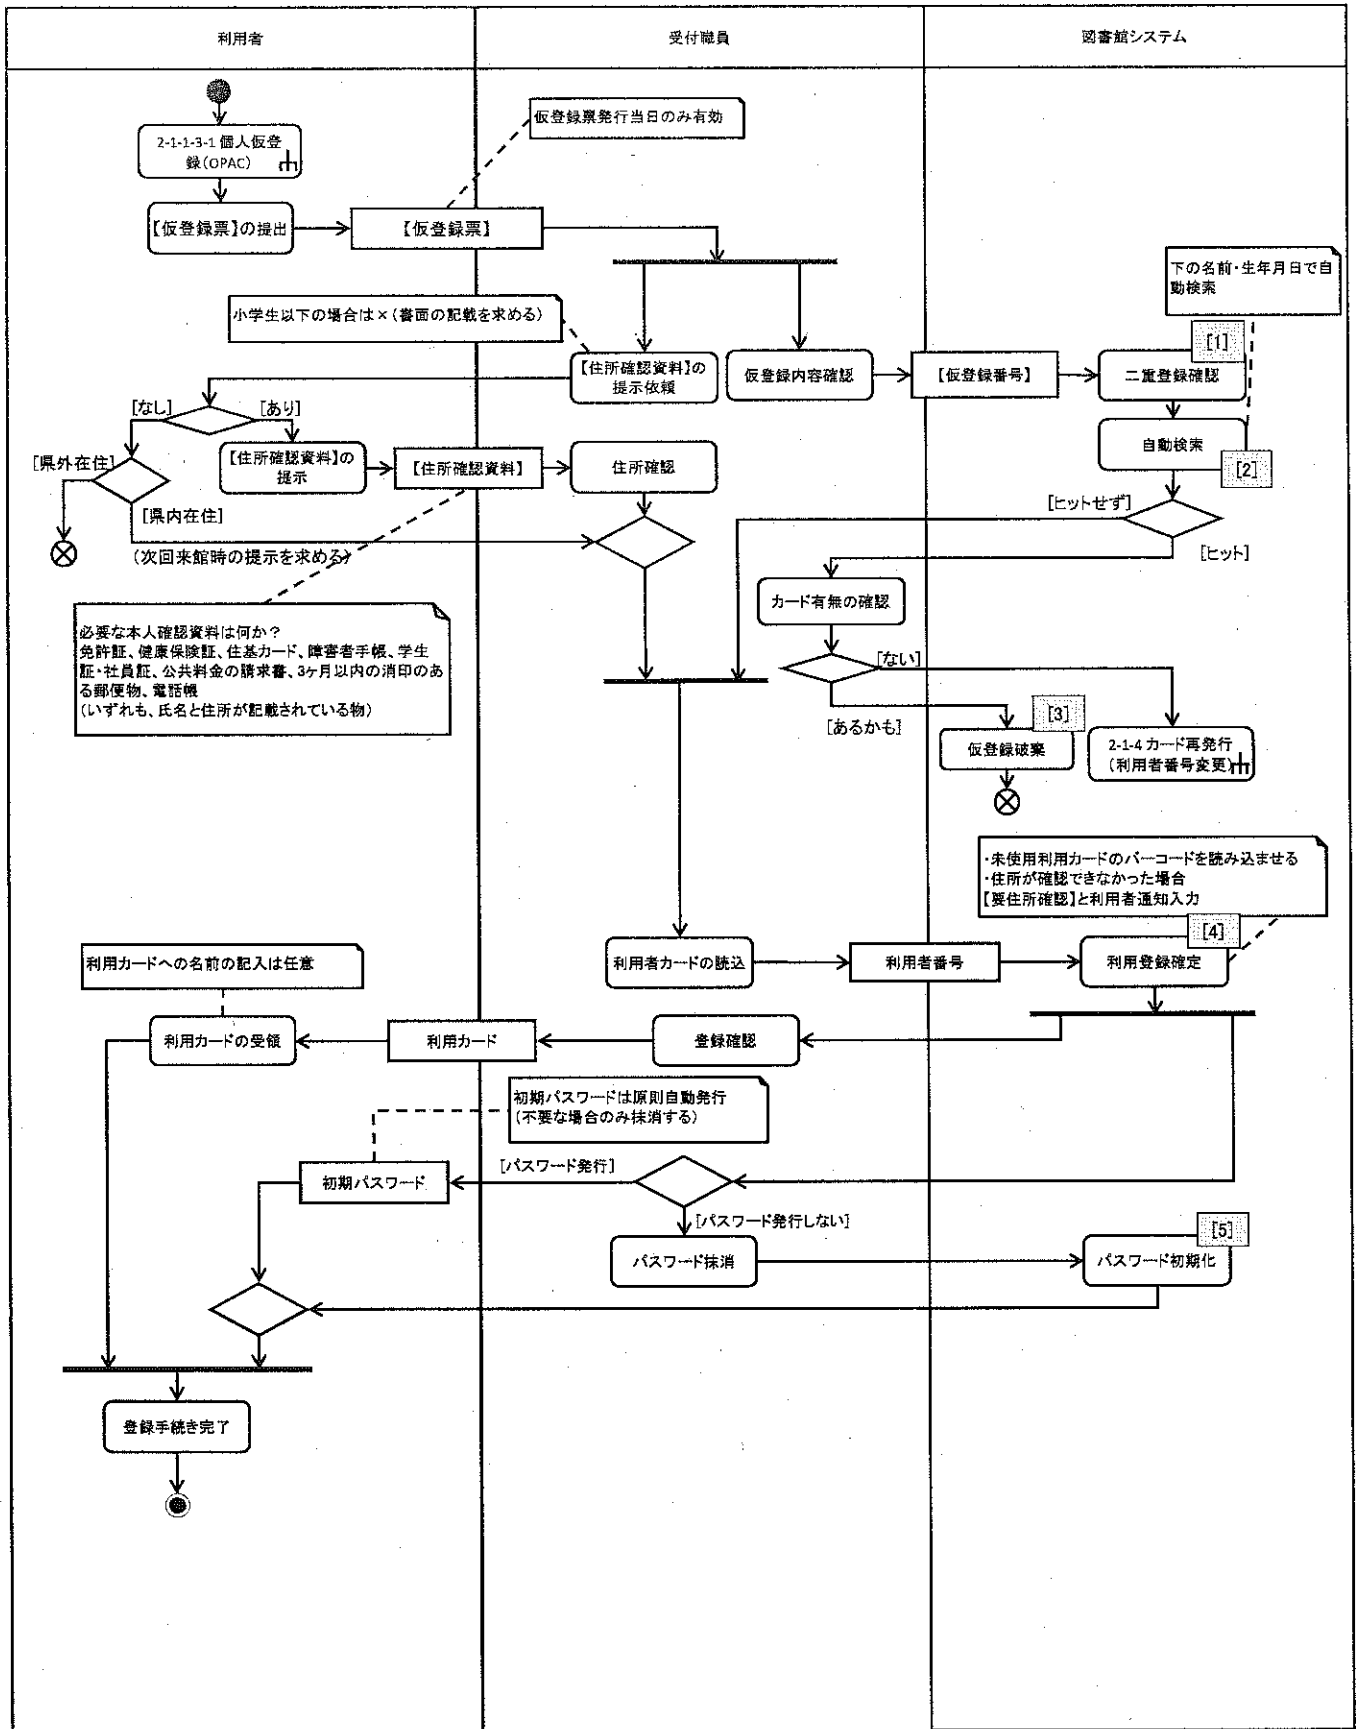 利用者
受付職員
図書館システム
仮登録票発行当日のみ有効
2-1-1-3-1 個人仮登
録(OPAC)
【仮登録票】の提出
【仮登録票】
下の名前・生年月日で自
動検索
小学生以下の場合は×(書面の記載を求める)
[1]
【住所確認資料】の
提示依頼
仮登録内容確認
【仮登録番号】
二重登録確認
[なし]
[あり]
【住所確認資料】の
提示
【住所確認資料】
住所確認
自動検索
[2]
[県外在住]
[県内在住]
(次回来館時の提示を求める)
[ヒットせず]
[ヒット]
カード有無の確認
必要な本人確認資料は何か?
免許証、健康保険証、住基カード、障害者手帳、学生
証・社員証、公共料金の請求書、3ヶ月以内の消印のあ
る郵便物、電話帳
(いずれも、氏名と住所が記載されている物)
[ない]
[あるかも]
[3]
仮登録破棄
2-1-4 カード再発行
(利用者番号変更)
・未使用利用カードのバーコードを読み込ませる
・住所が確認できなかった場合
【要住所確認】と利用者通知入力
[4]
利用カードへの名前の記入は任意
利用者カードの読込
利用者番号
利用登録確定
利用カードの受領
利用カード
登録確認
初期パスワードは原則自動発行
(不要な場合のみ抹消する)
[パスワード発行]
初期パスワード
[パスワード発行しない]
[5]
パスワード抹消
パスワード初期化
登録手続き完了